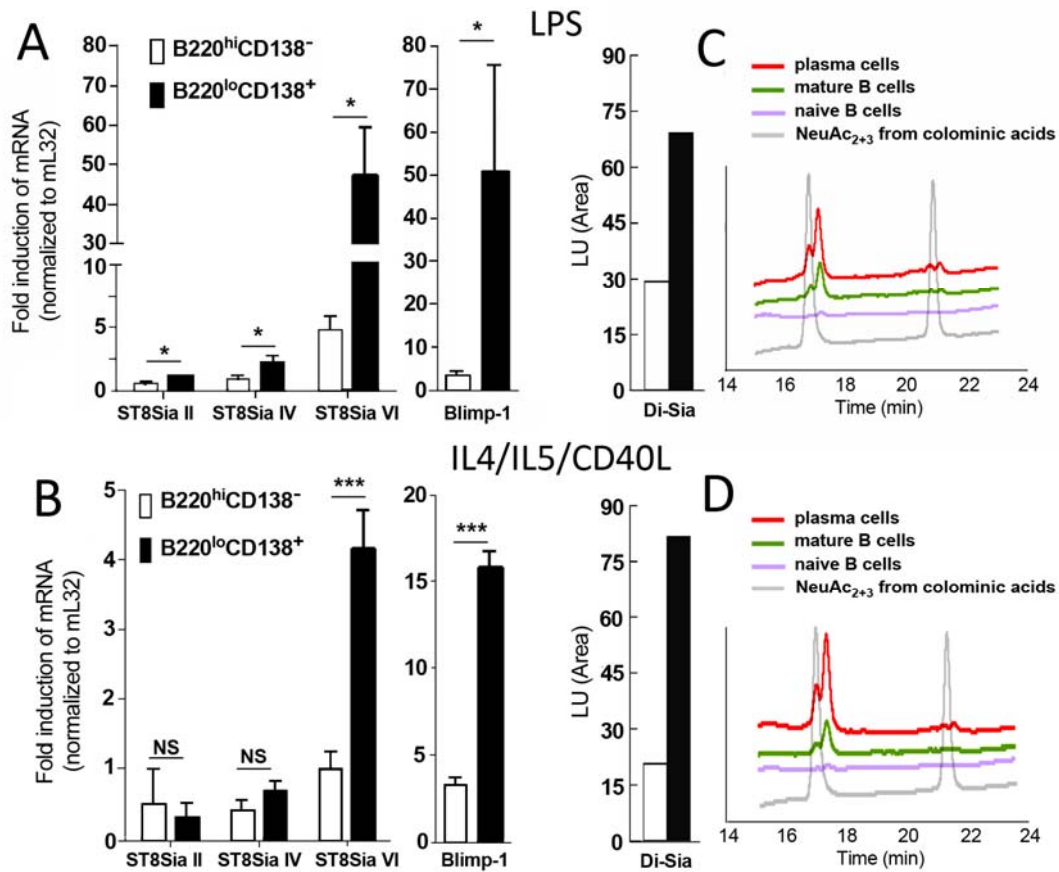 A
LPS
C
Fold induction of mRNA
(normalized to mL32)
80
70
60
50
40
30
10
5
0
B220hiCD138-
B220loCD138+
*
*
*
ST8Sia II
ST8Sia IV
ST8Sia VI
80
70
60
50
40
30
20
10
0
*
Blimp-1
LU (Area)
90
75
60
45
30
15
0
Di-Sia
plasma cells
mature B cells
naive B cells
NeuAc2+3 from colominic acids
14
16
18
20
22
24
Time (min)
IL4/IL5/CD40L
B
D
Fold induction of mRNA
(normalized to mL32)
5
4
3
2
1
0
B220hiCD138-
B220loCD138+
NS
NS
***
ST8Sia II
ST8Sia IV
ST8Sia VI
20
15
10
5
0
***
Blimp-1
LU (Area)
90
75
60
45
30
15
0
Di-Sia
plasma cells
mature B cells
naive B cells
NeuAc2+3 from colominic acids
14
16
18
21
22
24
Time (min)